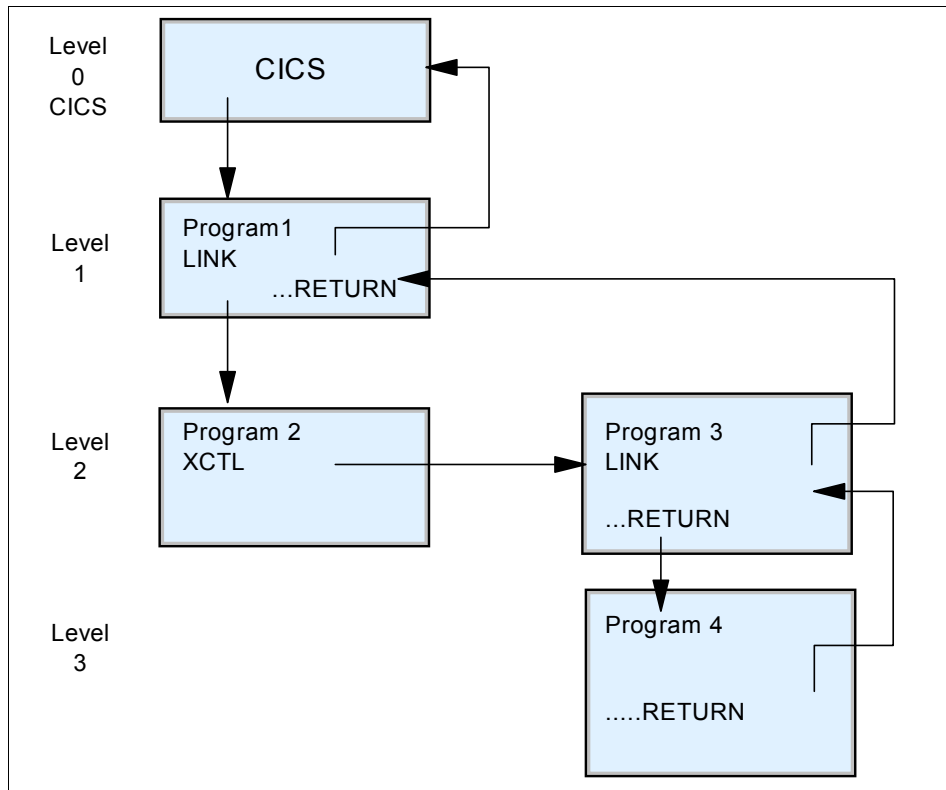 Level
0
CICS
CICS
Level
1
Program1
LINK
...RETURN
Level
2
Program 2
XCTL
Program 3
LINK
...RETURN
Level
3
Program 4
.....RETURN